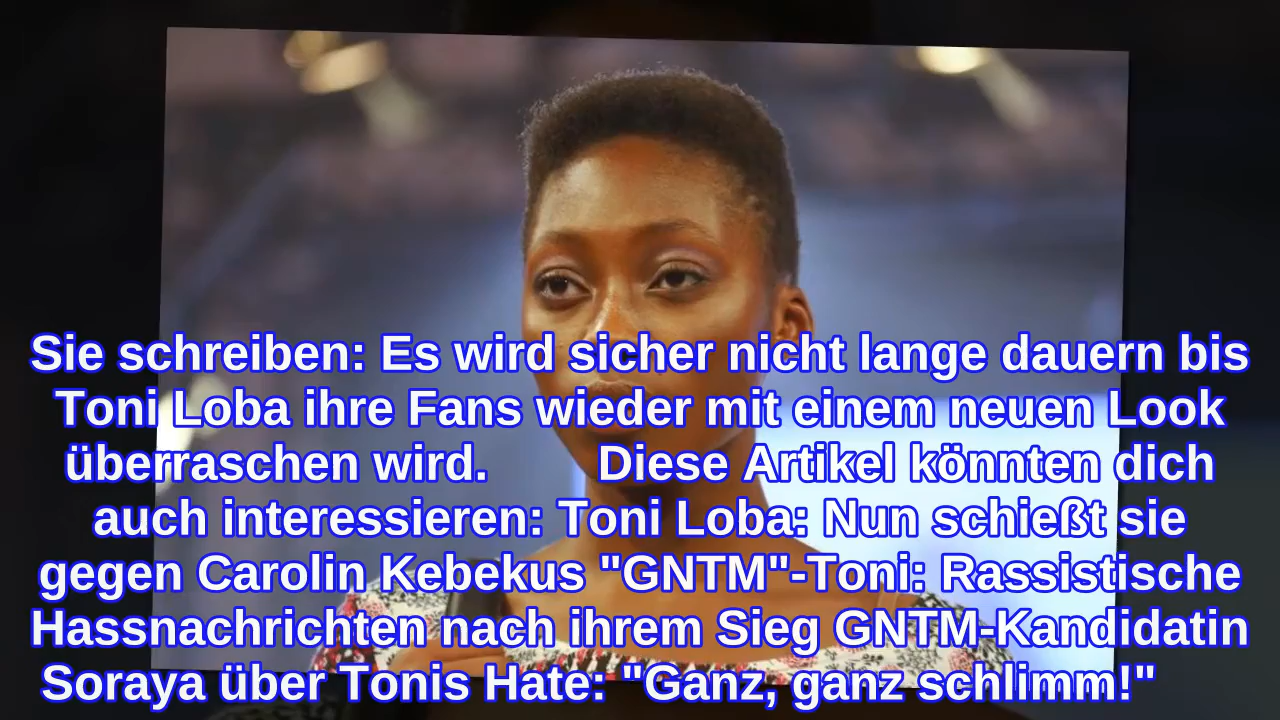 Sie schreiben: Es wird sicher nicht lange dauern bis
Toni Loba ihre Fans wieder mit einem neuen Look
überraschen wird. Diese Artikel könnten dich
auch interessieren: Toni Loba: Nun schießt sie
gegen Carolin Kebekus "GNTM"-Toni: Rassistische
Hassnachrichten nach ihrem Sieg GNTM-Kandidatin
Soraya über Tonis Hate: "Ganz, ganz schlimm!"